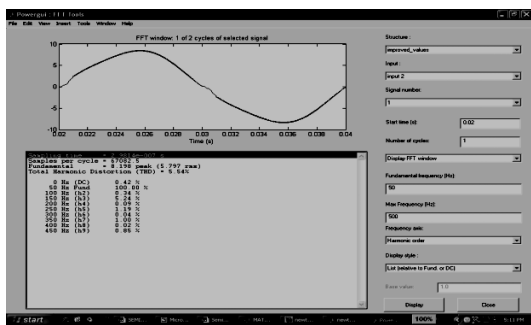 Powergui : FFT Tools
File Edit View Insert Tools Window Help
FFT window: 1 of 2 cycles of selected signal
10
5
0
-5
-10
0.02 0.022 0.024 0.026 0.028 0.03 0.032 0.034 0.036 0.038 0.04
Time (s)
Samples per cycle = 67082.5
Fundamental = 8.198 peak (5.797 rms)
Total Harmonic Distortion (THD) = 5.54%
0 Hz (DC) 0.42 %
50 Hz Fund 100.00 %
100 Hz (h2) 0.34 %
150 Hz (h3) 5.24 %
200 Hz (h4) 0.09 %
250 Hz (h5) 1.19 %
300 Hz (h6) 0.04 %
350 Hz (h7) 1.00 %
400 Hz (h8) 0.02 %
450 Hz (h9) 0.85 %
Structure :
improved_values
Input :
input 2
Signal number:
1
Start time (s): 0.02
Number of cycles: 1
Display FFT window
Fundamental frequency (Hz):
50
Max Frequency (Hz):
500
Frequency axis:
Harmonic order
Display style :
List (relative to Fund. or DC)
Base value: 1.0
Display Close
start 100% 5:11 PM